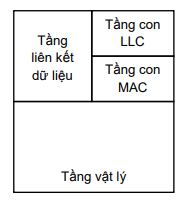 Tầng
liên kết
dữ liệu
Tầng con
LLC
Tầng con
MAC
Tầng vật lý